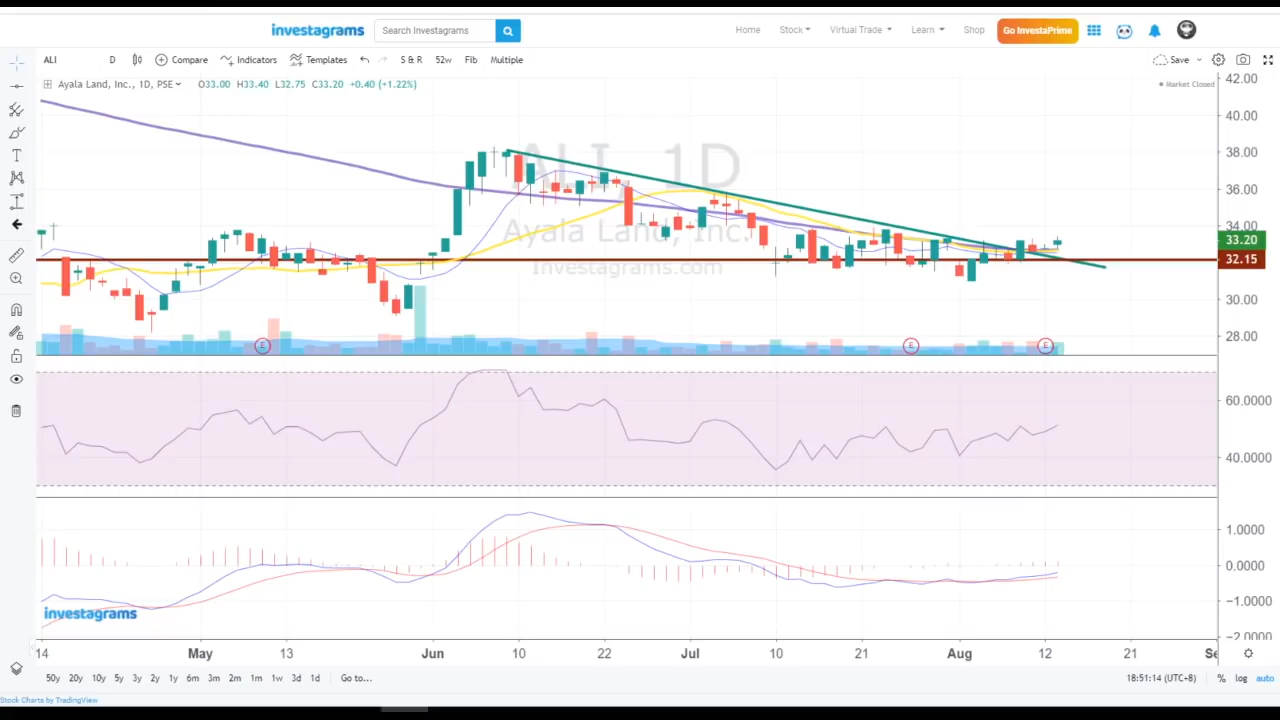 investagrams
Search Investagrams
Home Stock Virtual Trade Learn Shop Go InvestaPrime
ALI D Compare Indicators Templates S & R 52w Fib Multiple Save
Ayala Land, Inc., 1D, PSE O33.00 H33.40 L32.75 C33.20 +0.40 (+1.22%)
Market Closed
ALI, 1D
Ayala Land, Inc.
Investagrams.com
42.00
40.00
38.00
36.00
34.00
33.20
32.15
30.00
28.00
E E E
60.0000
40.0000
1.0000
0.0000
−1.0000
−2.0000
investagrams
14 May 13 Jun 10 22 Jul 10 21 Aug 12 21 Se
50y 20y 10y 5y 3y 2y 1y 6m 3m 2m 1m 1w 3d 1d Go to... 18:51:14 (UTC+8) % log auto
Stock Charts by TradingView